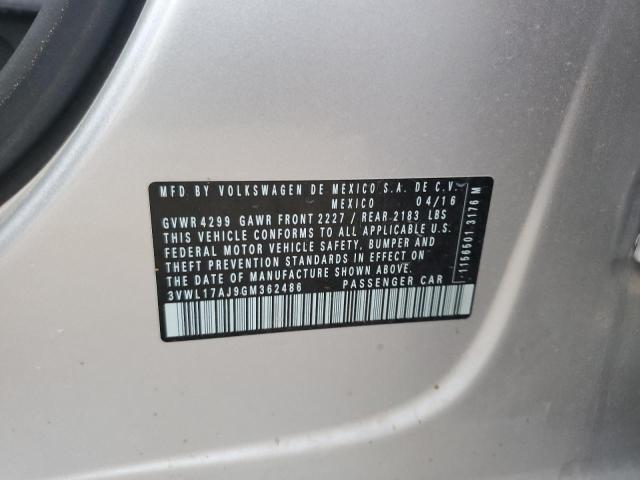 MFD BY VOLKSWAGEN DE MEXICO S.A. DE C.V.
MEXICO 04/16
GVWR 4299 GAWR FRONT 2227 / REAR 2183 LBS
THIS VEHICLE CONFORMS TO ALL APPLICABLE U.S.
FEDERAL MOTOR VEHICLE SAFETY, BUMPER AND
THEFT PREVENTION STANDARDS IN EFFECT ON
THE DATE OF MANUFACTURE SHOWN ABOVE.
3VWL17AJ9GM362486 PASSENGER CAR
1156501 3176 M